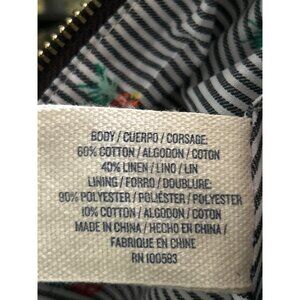 BODY / CUERPO / CORSAGE:
60% COTTON / ALGODON / COTON
40% LINEN / LINO / LIN
LINING / FORRO / DOUBLURE:
90% POLYESTER / POLIÉSTER / POLYESTER
10% COTTON / ALGODON / COTON
MADE IN CHINA / HECHO EN CHINA /
FABRIQUE EN CHINE
RN 100583